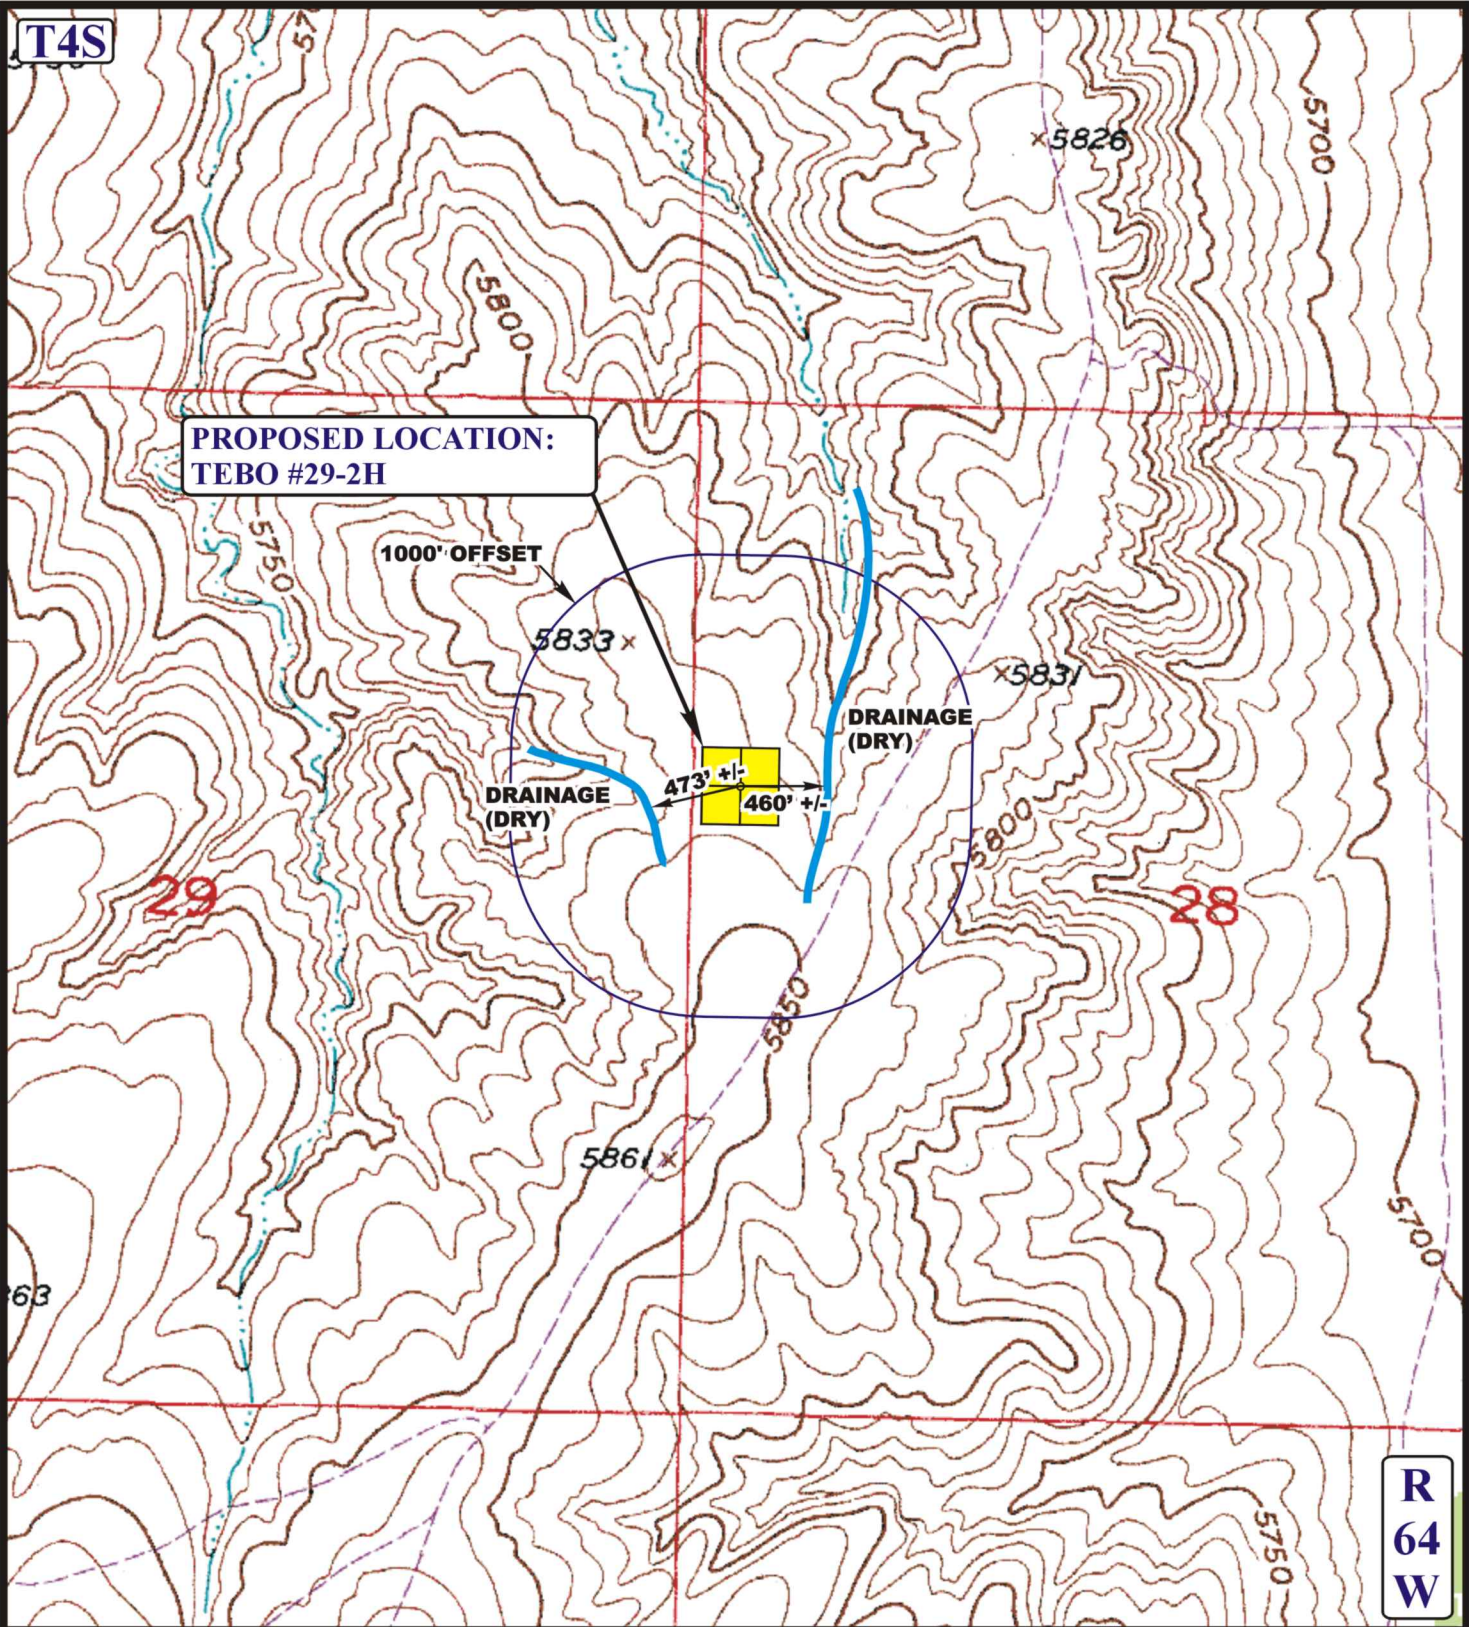 T4S
5826
5700
5800
PROPOSED LOCATION:
TEBO #29-2H
5750
1000' OFFSET
5833
5831
DRAINAGE
(DRY)
473' +/-
460' +/-
DRAINAGE
(DRY)
5800
29
28
5850
5861
5700
63
R
64
W
5750